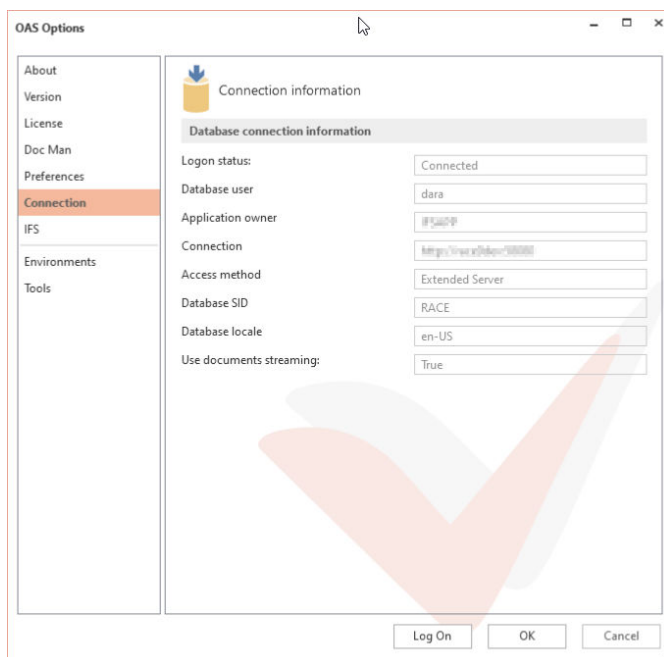 OAS Options
About
Version
License
Doc Man
Preferences
Connection
IFS
Environments
Tools
Connection information
Database connection information
Logon status: Connected
Database user dara
Application owner
Connection
Access method Extended Server
Database SID RACE
Database locale en-US
Use documents streaming: True
Log On OK Cancel